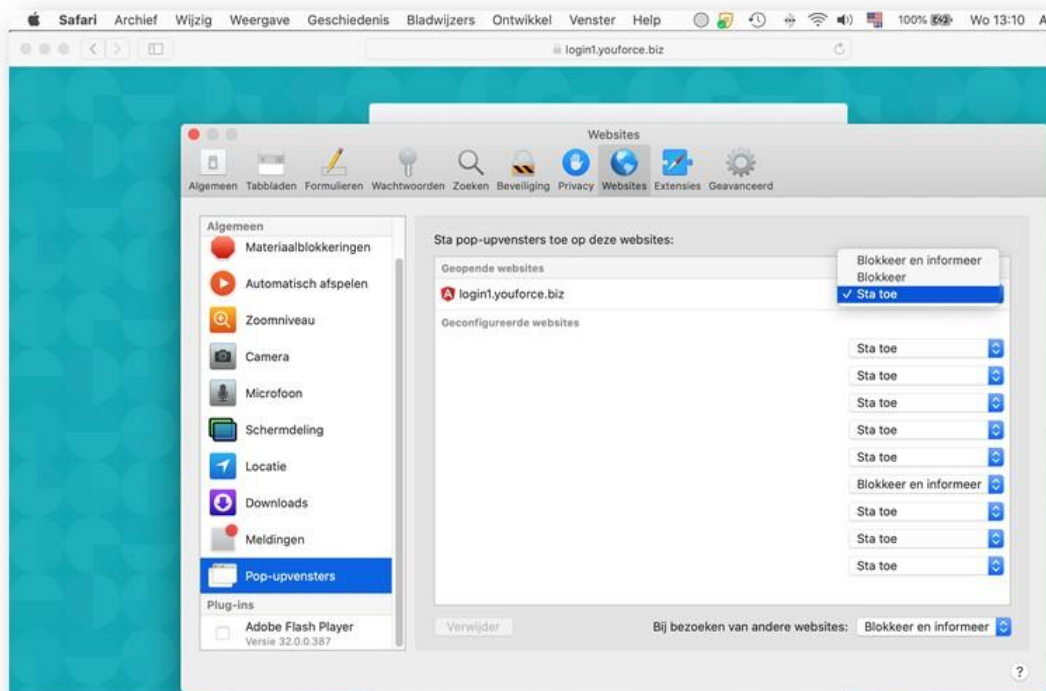 Safari Archief Wijzig Weergave Geschiedenis Bladwijzers Ontwikkel Venster Help 100% Wo 13:10 A
login1.youforce.biz
Websites
Algemeen Tabbladen Formulieren Wachtwoorden Zoeken Beveiliging Privacy Websites Extensies Geavanceerd
Algemeen
Materiaalblokkeringen
Automatisch afspelen
Zoomniveau
Camera
Microfoon
Schermdeling
Locatie
Downloads
Meldingen
Pop-upvensters
Plug-ins
Adobe Flash Player
Versie 32.0.0.387
Sta pop-upvensters toe op deze websites:
Geopende websites
login1.youforce.biz
Blokkeer en informeer
Blokkeer
✓ Sta toe
Geconfigureerde websites
Sta toe
Sta toe
Sta toe
Sta toe
Sta toe
Blokkeer en informeer
Sta toe
Sta toe
Sta toe
Verwijder
Bij bezoeken van andere websites: Blokkeer en informeer
?